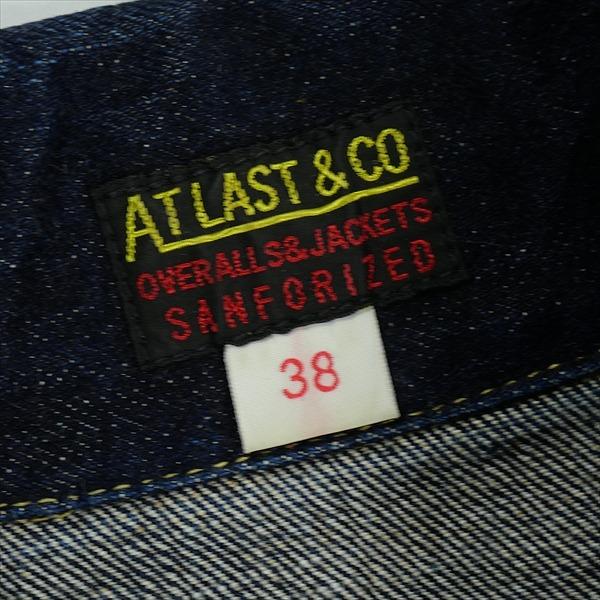 AT LAST & CO
OVERALLS&JACKETS
SANFORIZED
38